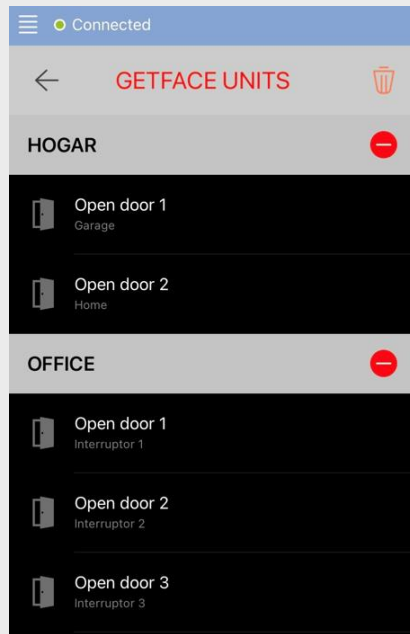 Connected
GETFACE UNITS
HOGAR
Open door 1
Garage
Open door 2
Home
OFFICE
Open door 1
Interruptor 1
Open door 2
Interruptor 2
Open door 3
Interruptor 3